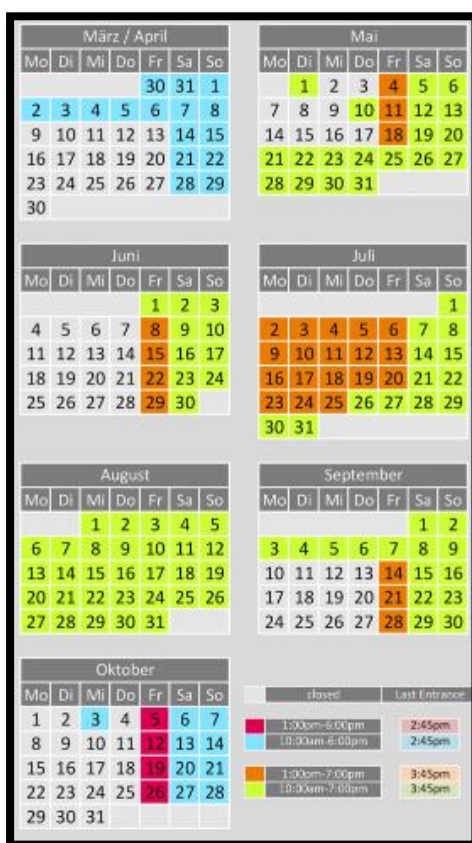 März / April
Mo Di Mi Do Fr Sa So
30 31 1
2 3 4 5 6 7 8
9 10 11 12 13 14 15
16 17 18 19 20 21 22
23 24 25 26 27 28 29
30
Mai
Mo Di Mi Do Fr Sa So
1 2 3 4 5 6
7 8 9 10 11 12 13
14 15 16 17 18 19 20
21 22 23 24 25 26 27
28 29 30 31
Juni
Mo Di Mi Do Fr Sa So
1 2 3
4 5 6 7 8 9 10
11 12 13 14 15 16 17
18 19 20 21 22 23 24
25 26 27 28 29 30
Juli
Mo Di Mi Do Fr Sa So
1
2 3 4 5 6 7 8
9 10 11 12 13 14 15
16 17 18 19 20 21 22
23 24 25 26 27 28 29
30 31
August
Mo Di Mi Do Fr Sa So
1 2 3 4 5
6 7 8 9 10 11 12
13 14 15 16 17 18 19
20 21 22 23 24 25 26
27 28 29 30 31
September
Mo Di Mi Do Fr Sa So
1 2
3 4 5 6 7 8 9
10 11 12 13 14 15 16
17 18 19 20 21 22 23
24 25 26 27 28 29 30
Oktober
Mo Di Mi Do Fr Sa So
1 2 3 4 5 6 7
8 9 10 11 12 13 14
15 16 17 18 19 20 21
22 23 24 25 26 27 28
29 30 31
closed Last Entrance
1:00pm-6:00pm 2:45pm
10:00am-6:00pm 2:45pm
1:00pm-7:00pm 3:45pm
10:00am-7:00pm 3:45pm